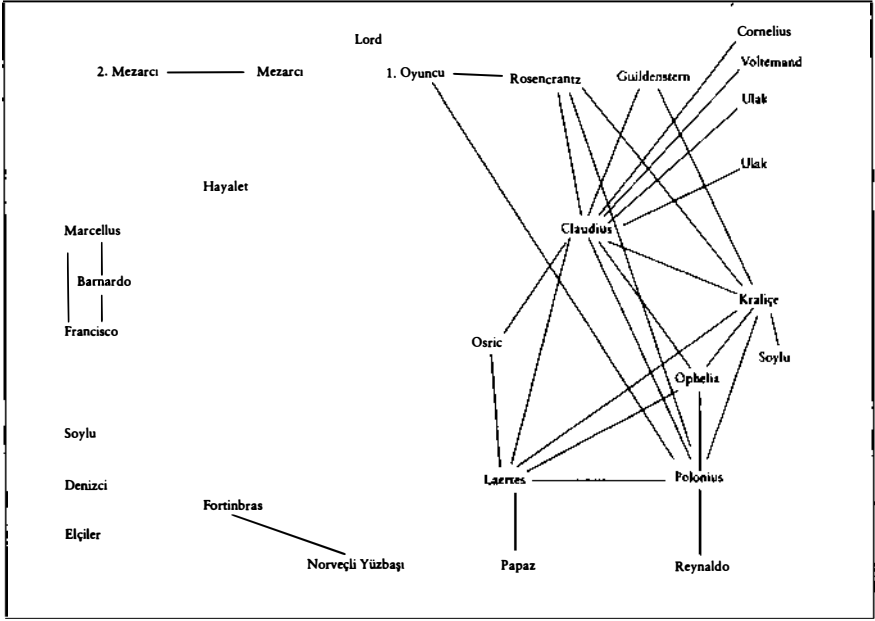 Lord
Cornelius
2. Mezarcı
Mezarcı
1. Oyuncu
Rosencrantz
Guildenstern
Voltemand
Ulak
Ulak
Hayalet
Marcellus
Claudius
Barnardo
Kraliçe
Francisco
Osric
Soylu
Ophelia
Soylu
Laertes
Polonius
Denizci
Fortinbras
Elçiler
Norveçli Yüzbaşı
Papaz
Reynaldo